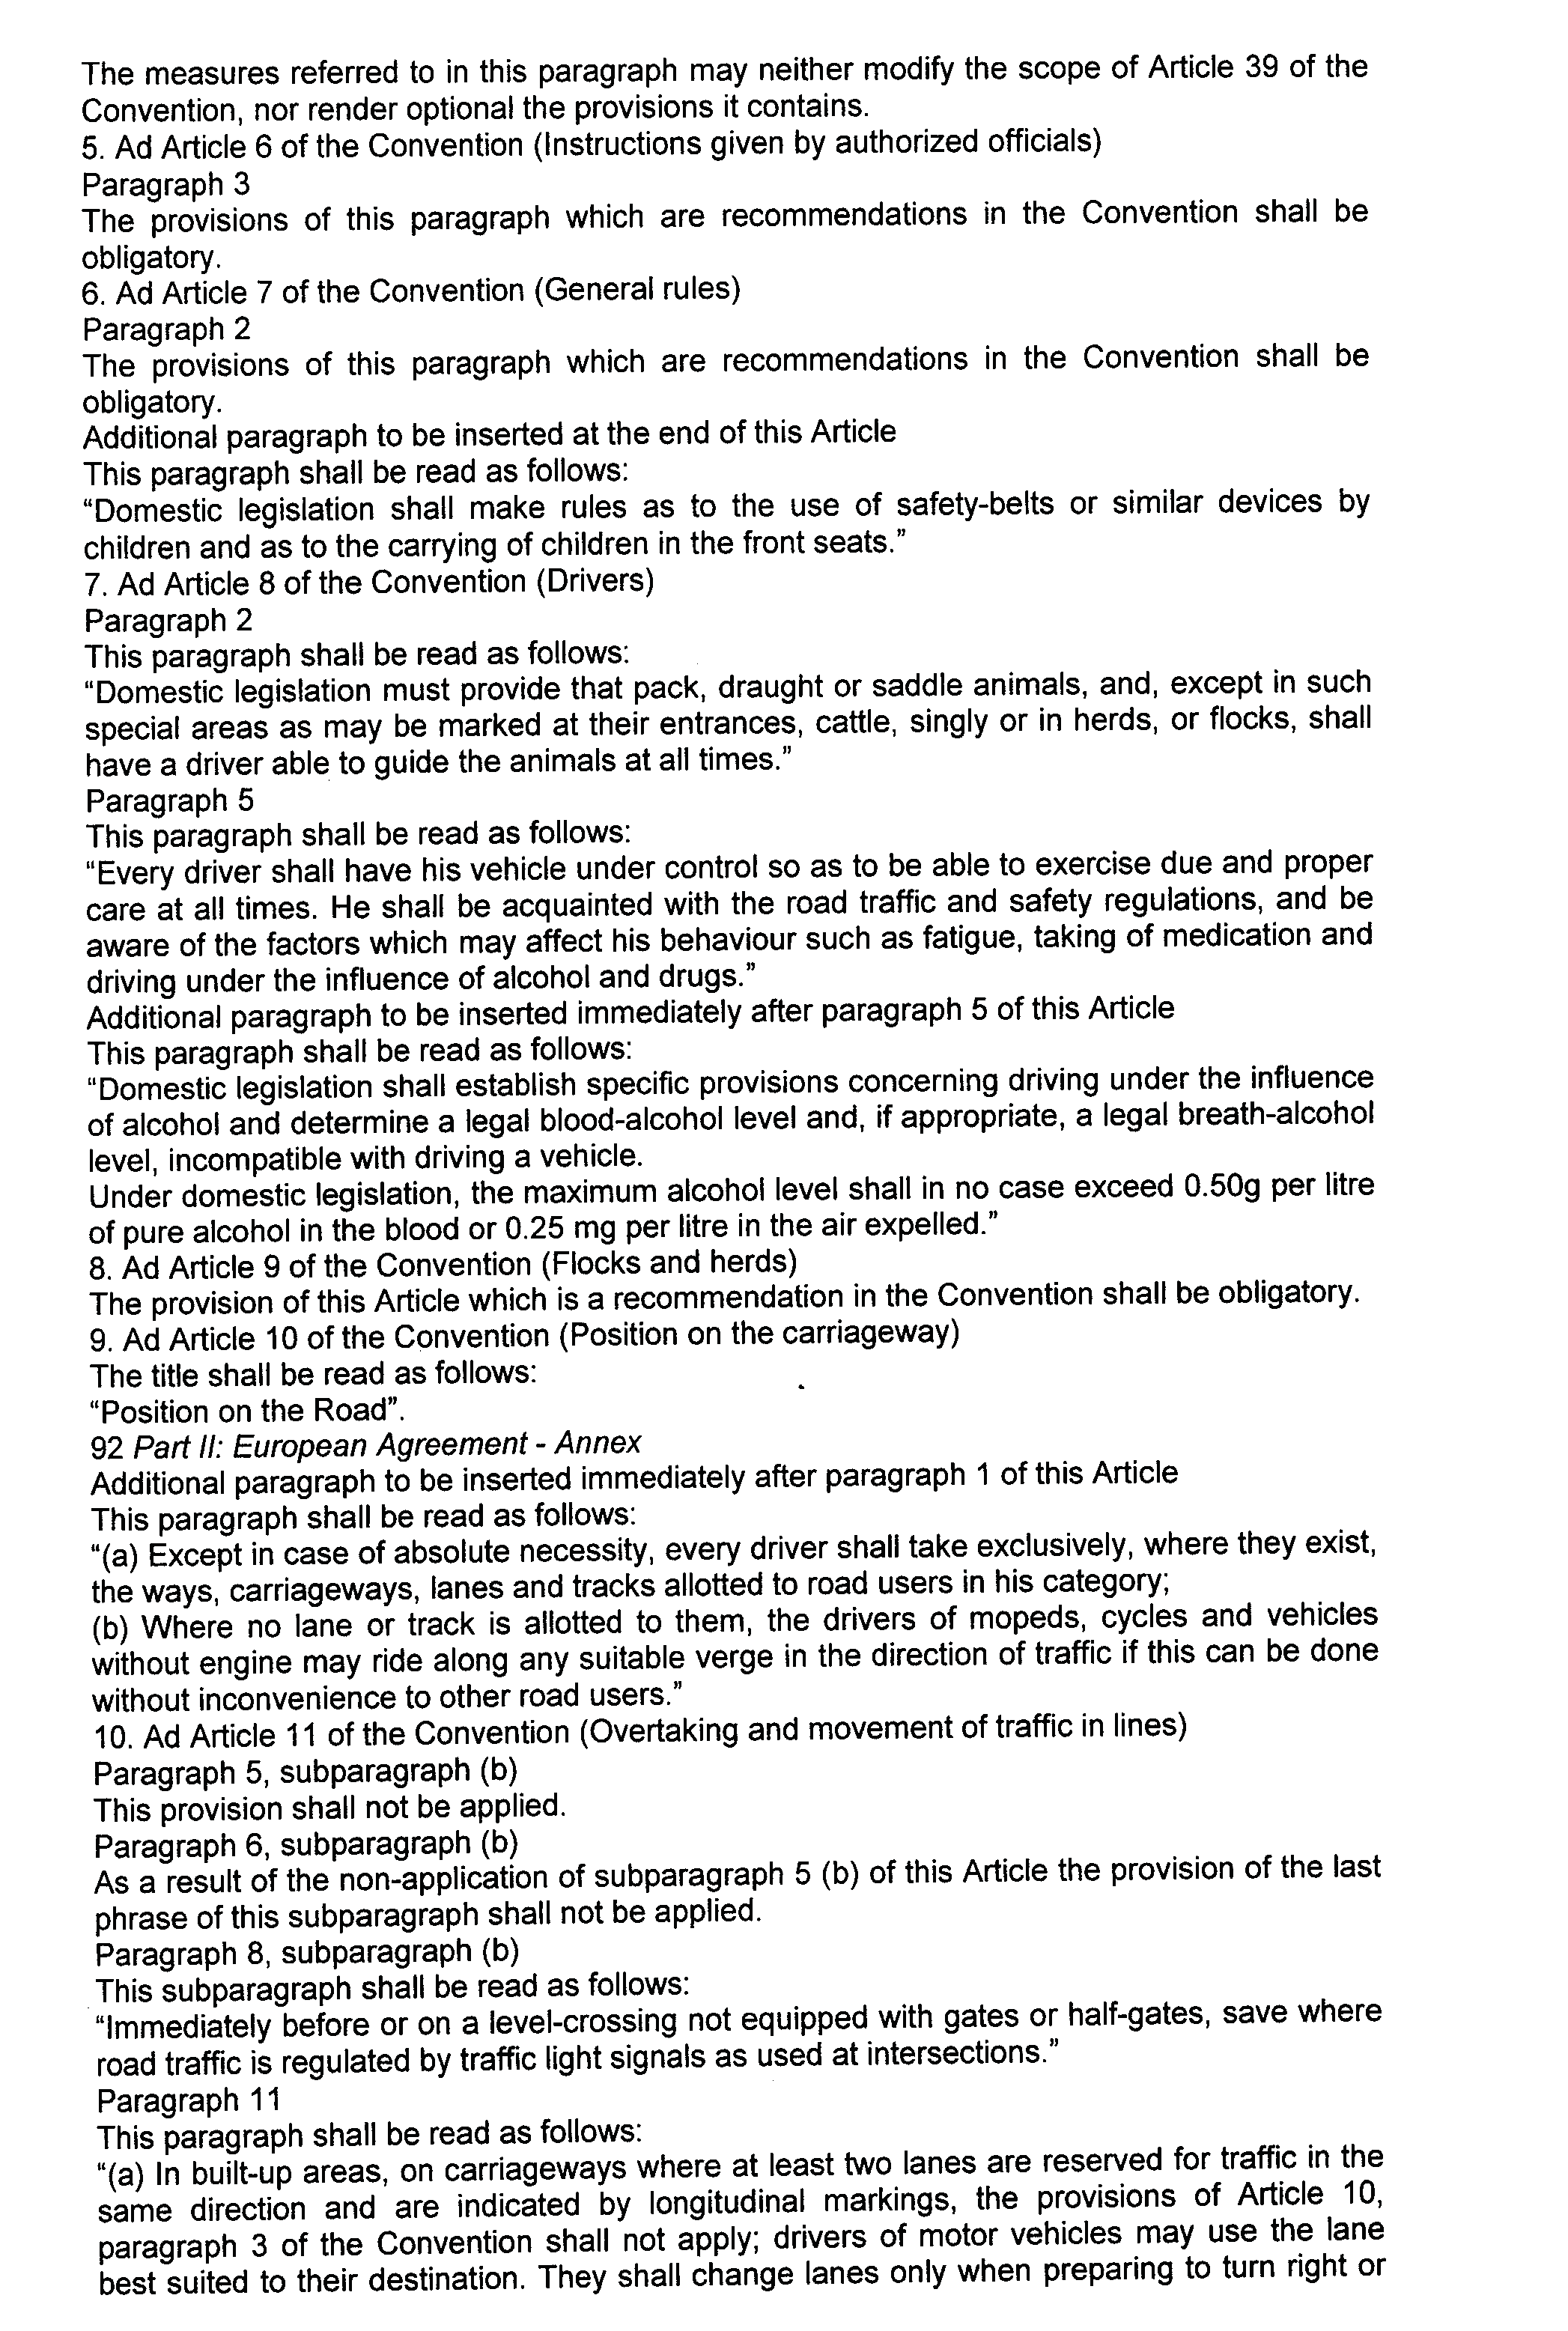 The measures referred to in this paragraph may neither modify the scope of Article 39 of the
Convention, nor render optional the provisions it contains.
5. Ad Article 6 of the Convention (Instructions given by authorized officials)
Paragraph 3
The provisions of this paragraph which are recommendations in the Convention shall be
obligatory.
6. Ad Article 7 of the Convention (General rules)
Paragraph 2
The provisions of this paragraph which are recommendations in the Convention shall be
obligatory.
Additional paragraph to be inserted at the end of this Article
This paragraph shall be read as follows:
“Domestic legislation shall make rules as to the use of safety-belts or similar devices by
children and as to the carrying of children in the front seats.”
7. Ad Article 8 of the Convention (Drivers)
Paragraph 2
This paragraph shall be read as follows:
“Domestic legislation must provide that pack, draught or saddle animals, and, except in such
special areas as may be marked at their entrances, cattle, singly or in herds, or flocks, shall
have a driver able to guide the animals at all times.”
Paragraph 5
This paragraph shall be read as follows:
“Every driver shall have his vehicle under control so as to be able to exercise due and proper
care at all times. He shall be acquainted with the road traffic and safety regulations, and be
aware of the factors which may affect his behaviour such as fatigue, taking of medication and
driving under the influence of alcohol and drugs.”
Additional paragraph to be inserted immediately after paragraph 5 of this Article
This paragraph shall be read as follows:
“Domestic legislation shall establish specific provisions concerning driving under the influence
of alcohol and determine a legal blood-alcohol level and, if appropriate, a legal breath-alcohol
level, incompatible with driving a vehicle.
Under domestic legislation, the maximum alcohol level shall in no case exceed 0.50g per litre
of pure alcohol in the blood or 0.25 mg per litre in the air expelled.”
8. Ad Article 9 of the Convention (Flocks and herds)
The provision of this Article which is a recommendation in the Convention shall be obligatory.
9. Ad Article 10 of the Convention (Position on the carriageway)
The title shall be read as follows:
“Position on the Road”.
92 Part II: European Agreement - Annex
Additional paragraph to be inserted immediately after paragraph 1 of this Article
This paragraph shall be read as follows:
“(a) Except in case of absolute necessity, every driver shall take exclusively, where they exist,
the ways, carriageways, lanes and tracks allotted to road users in his category;
(b) Where no lane or track is allotted to them, the drivers of mopeds, cycles and vehicles
without engine may ride along any suitable verge in the direction of traffic if this can be done
without inconvenience to other road users.”
10. Ad Article 11 of the Convention (Overtaking and movement of traffic in lines)
Paragraph 5, subparagraph (b)
This provision shall not be applied.
Paragraph 6, subparagraph (b)
As a result of the non-application of subparagraph 5 (b) of this Article the provision of the last
phrase of this subparagraph shall not be applied.
Paragraph 8, subparagraph (b)
This subparagraph shall be read as follows:
“Immediately before or on a level-crossing not equipped with gates or half-gates, save where
road traffic is regulated by traffic light signals as used at intersections.”
Paragraph 11
This paragraph shall be read as follows:
“(a) In built-up areas, on carriageways where at least two lanes are reserved for traffic in the
same direction and are indicated by longitudinal markings, the provisions of Article 10,
paragraph 3 of the Convention shall not apply; drivers of motor vehicles may use the lane
best suited to their destination. They shall change lanes only when preparing to turn right or